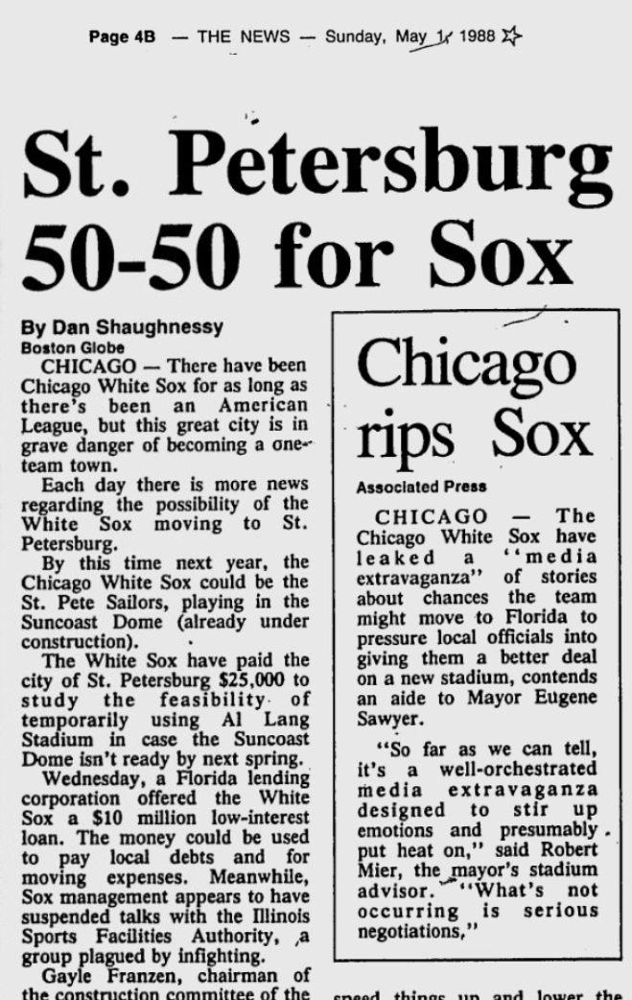 Page 4B — THE NEWS — Sunday, May 1, 1988
St. Petersburg
50-50 for Sox
By Dan Shaughnessy
Boston Globe
CHICAGO — There have been
Chicago White Sox for as long as
there's been an American
League, but this great city is in
grave danger of becoming a one-
team town.
Each day there is more news
regarding the possibility of the
White Sox moving to St.
Petersburg.
By this time next year, the
Chicago White Sox could be the
St. Pete Sailors, playing in the
Suncoast Dome (already under
construction).
The White Sox have paid the
city of St. Petersburg $25,000 to
study the feasibility of
temporarily using Al Lang
Stadium in case the Suncoast
Dome isn't ready by next spring.
Wednesday, a Florida lending
corporation offered the White
Sox a $10 million low-interest
loan. The money could be used
to pay local debts and for
moving expenses. Meanwhile,
Sox management appears to have
suspended talks with the Illinois
Sports Facilities Authority, a
group plagued by infighting.
Gayle Franzen, chairman of
the construction committee of the
Chicago
rips Sox
Associated Press
CHICAGO — The
Chicago White Sox have
leaked a ‘‘media
extravaganza’’ of stories
about chances the team
might move to Florida to
pressure local officials into
giving them a better deal
on a new stadium, contends
an aide to Mayor Eugene
Sawyer.
‘‘So far as we can tell,
it's a well-orchestrated
media extravaganza
designed to stir up
emotions and presumably
put heat on,’’ said Robert
Mier, the mayor's stadium
advisor. ‘‘What's not
occurring is serious
negotiations,’’
speed things up and lower the